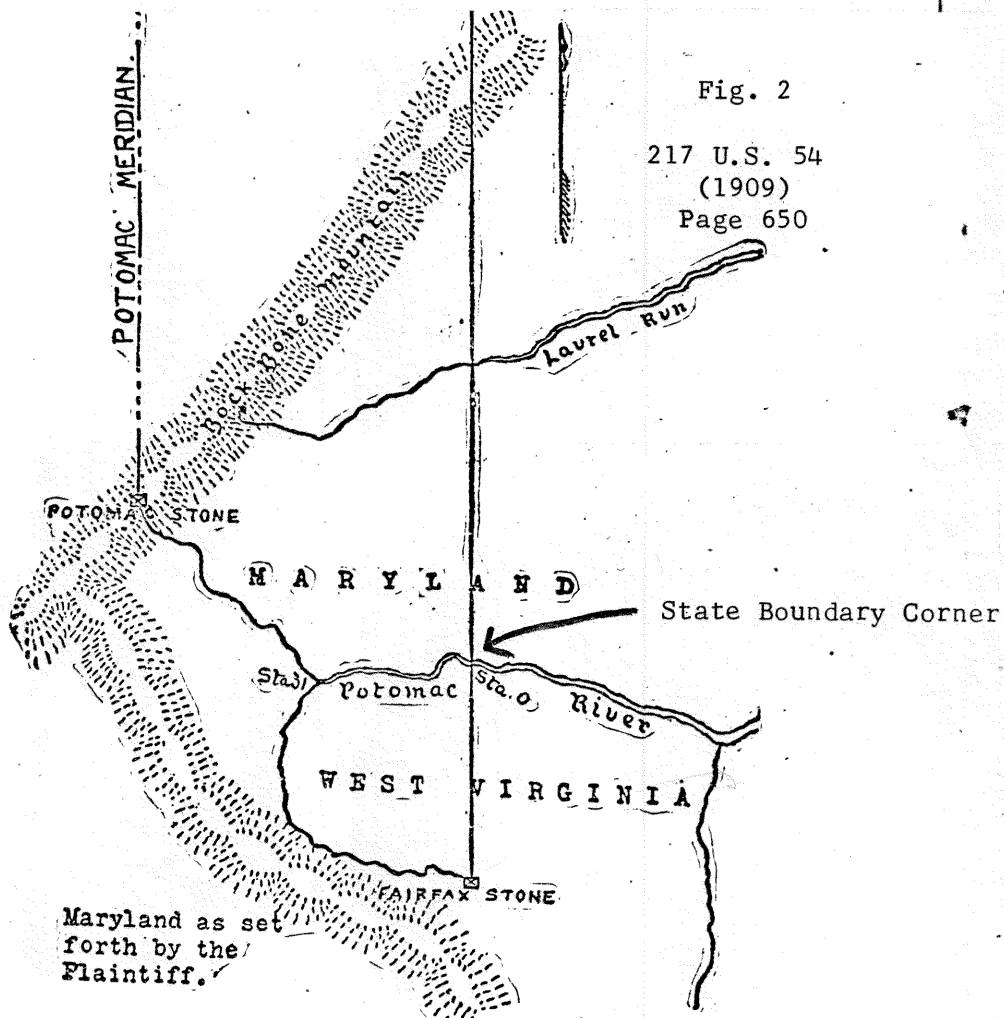 Fig. 2
217 U.S. 54
(1909)
Page 650
POTOMAC MERIDIAN.
Back Bone Mountain
Laurel Run
POTOMAC STONE
MARYLAND
State Boundary Corner
Sta.31
Potomac
Sta.0
River
WEST VIRGINIA
FAIRFAX STONE
Maryland as set
forth by the
Plaintiff.